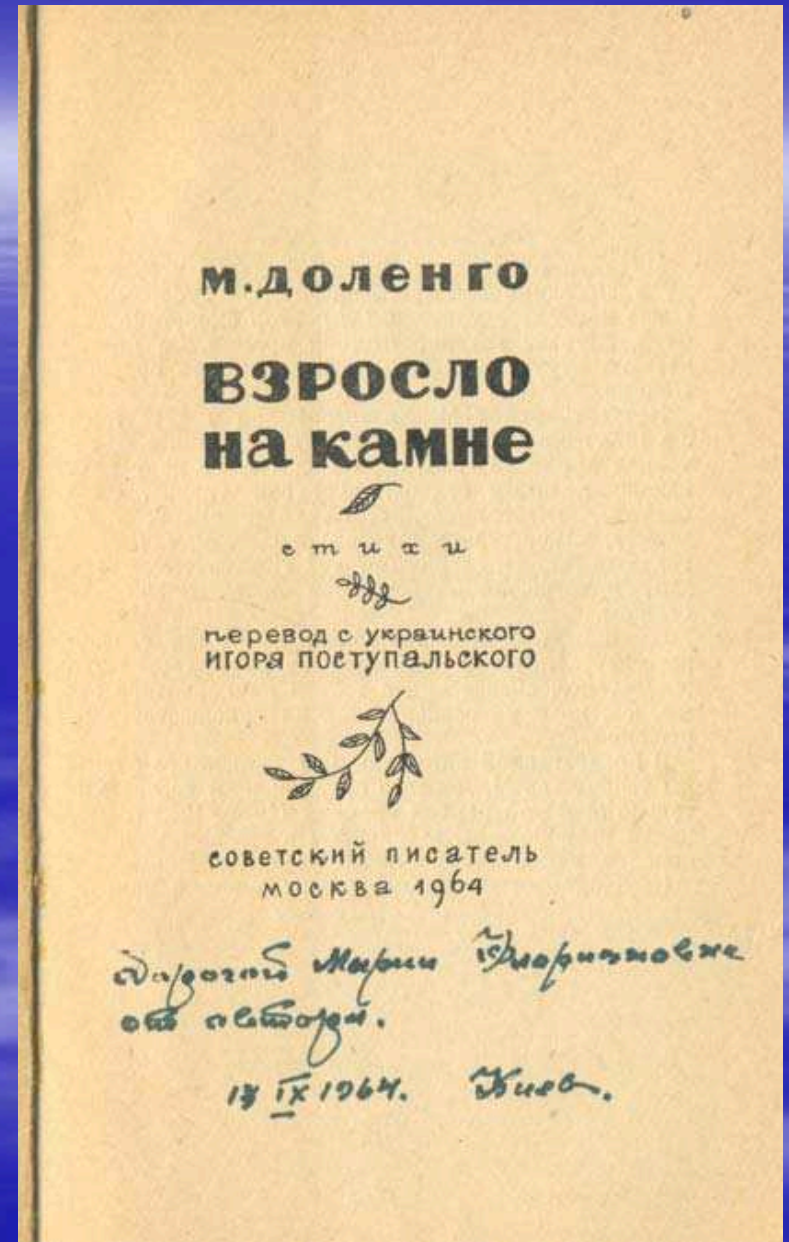 М. ДОЛЕНГО
ВЗРОСЛО
НА КАМНЕ
стихи
перевод с украинского
ИГОРЯ ПОСТУПАЛЬСКОГО
советский писатель
москва 1964
Дорогой Марии Флориановне
от автора.
IX 1964. Киев.